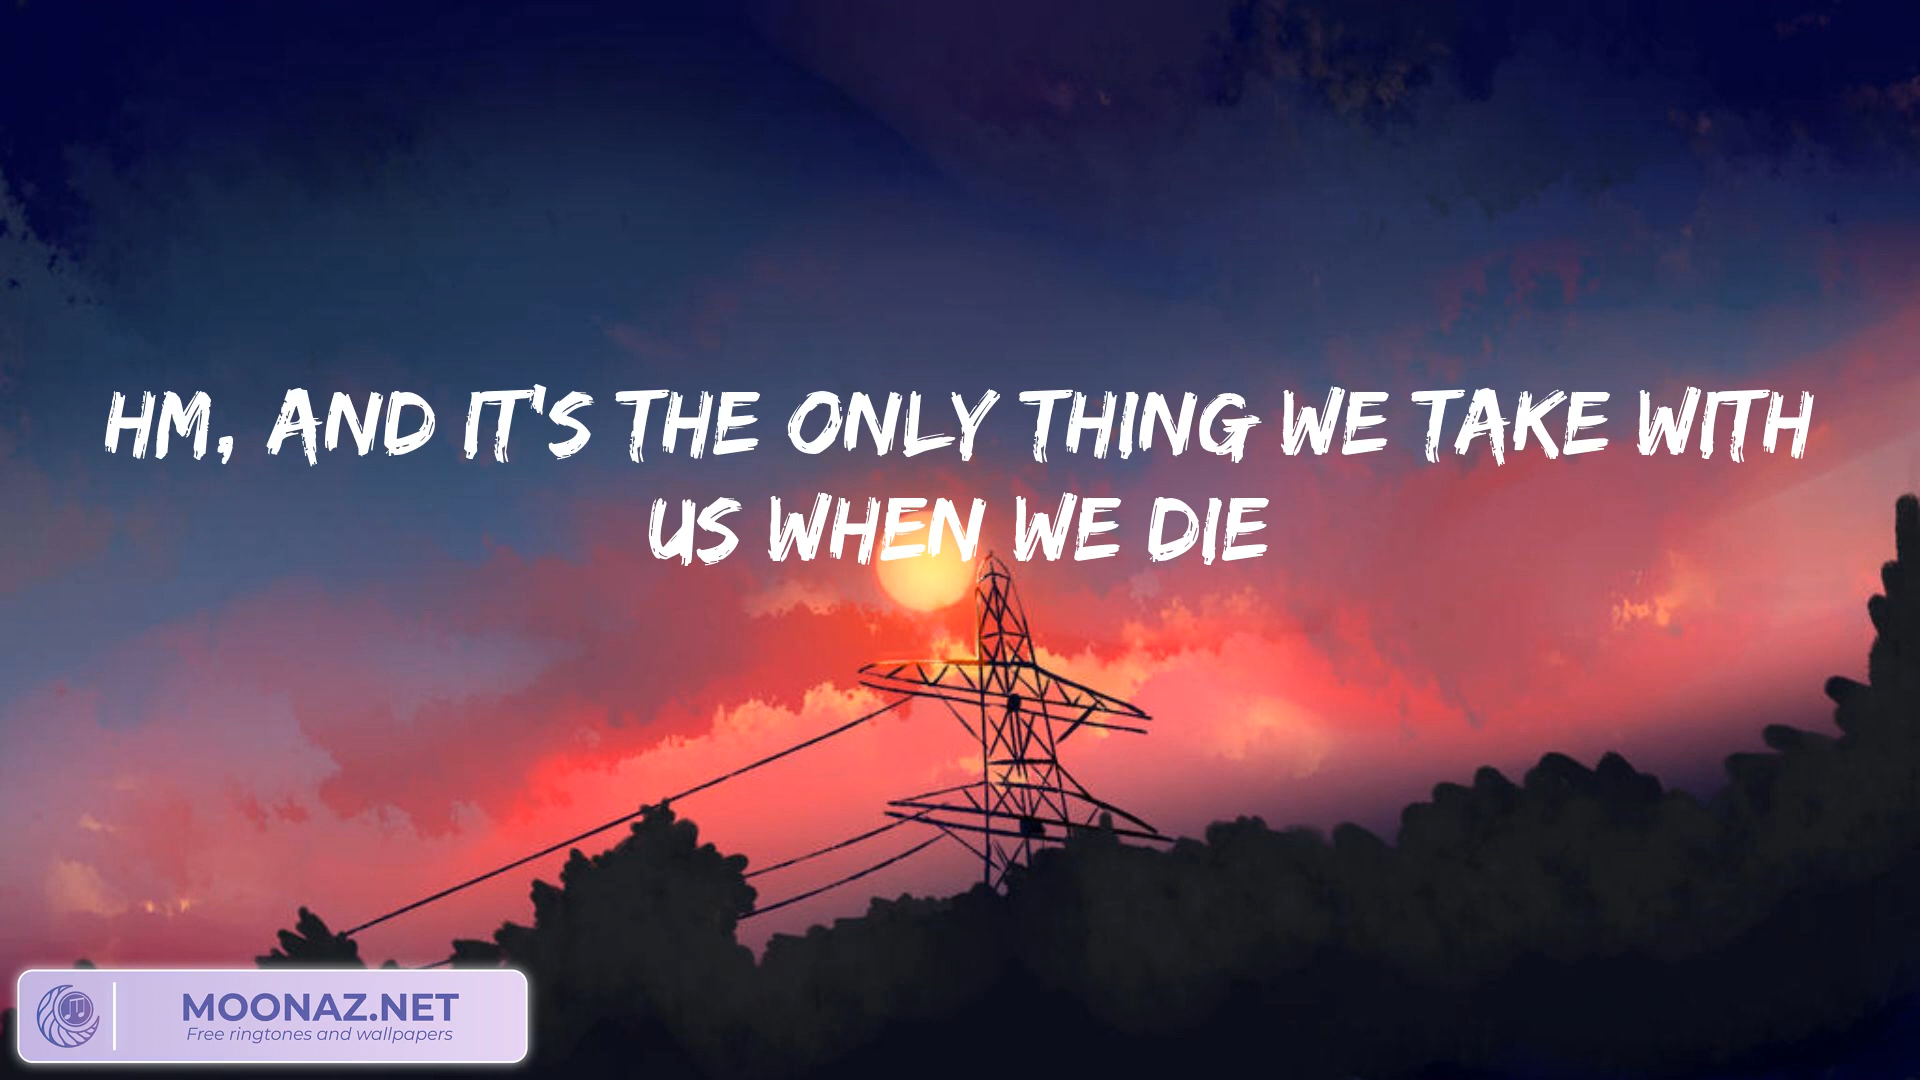 HM, AND IT'S THE ONLY THING WE TAKE WITH
US WHEN WE DIE
MOONAZ.NET
Free ringtones and wallpapers